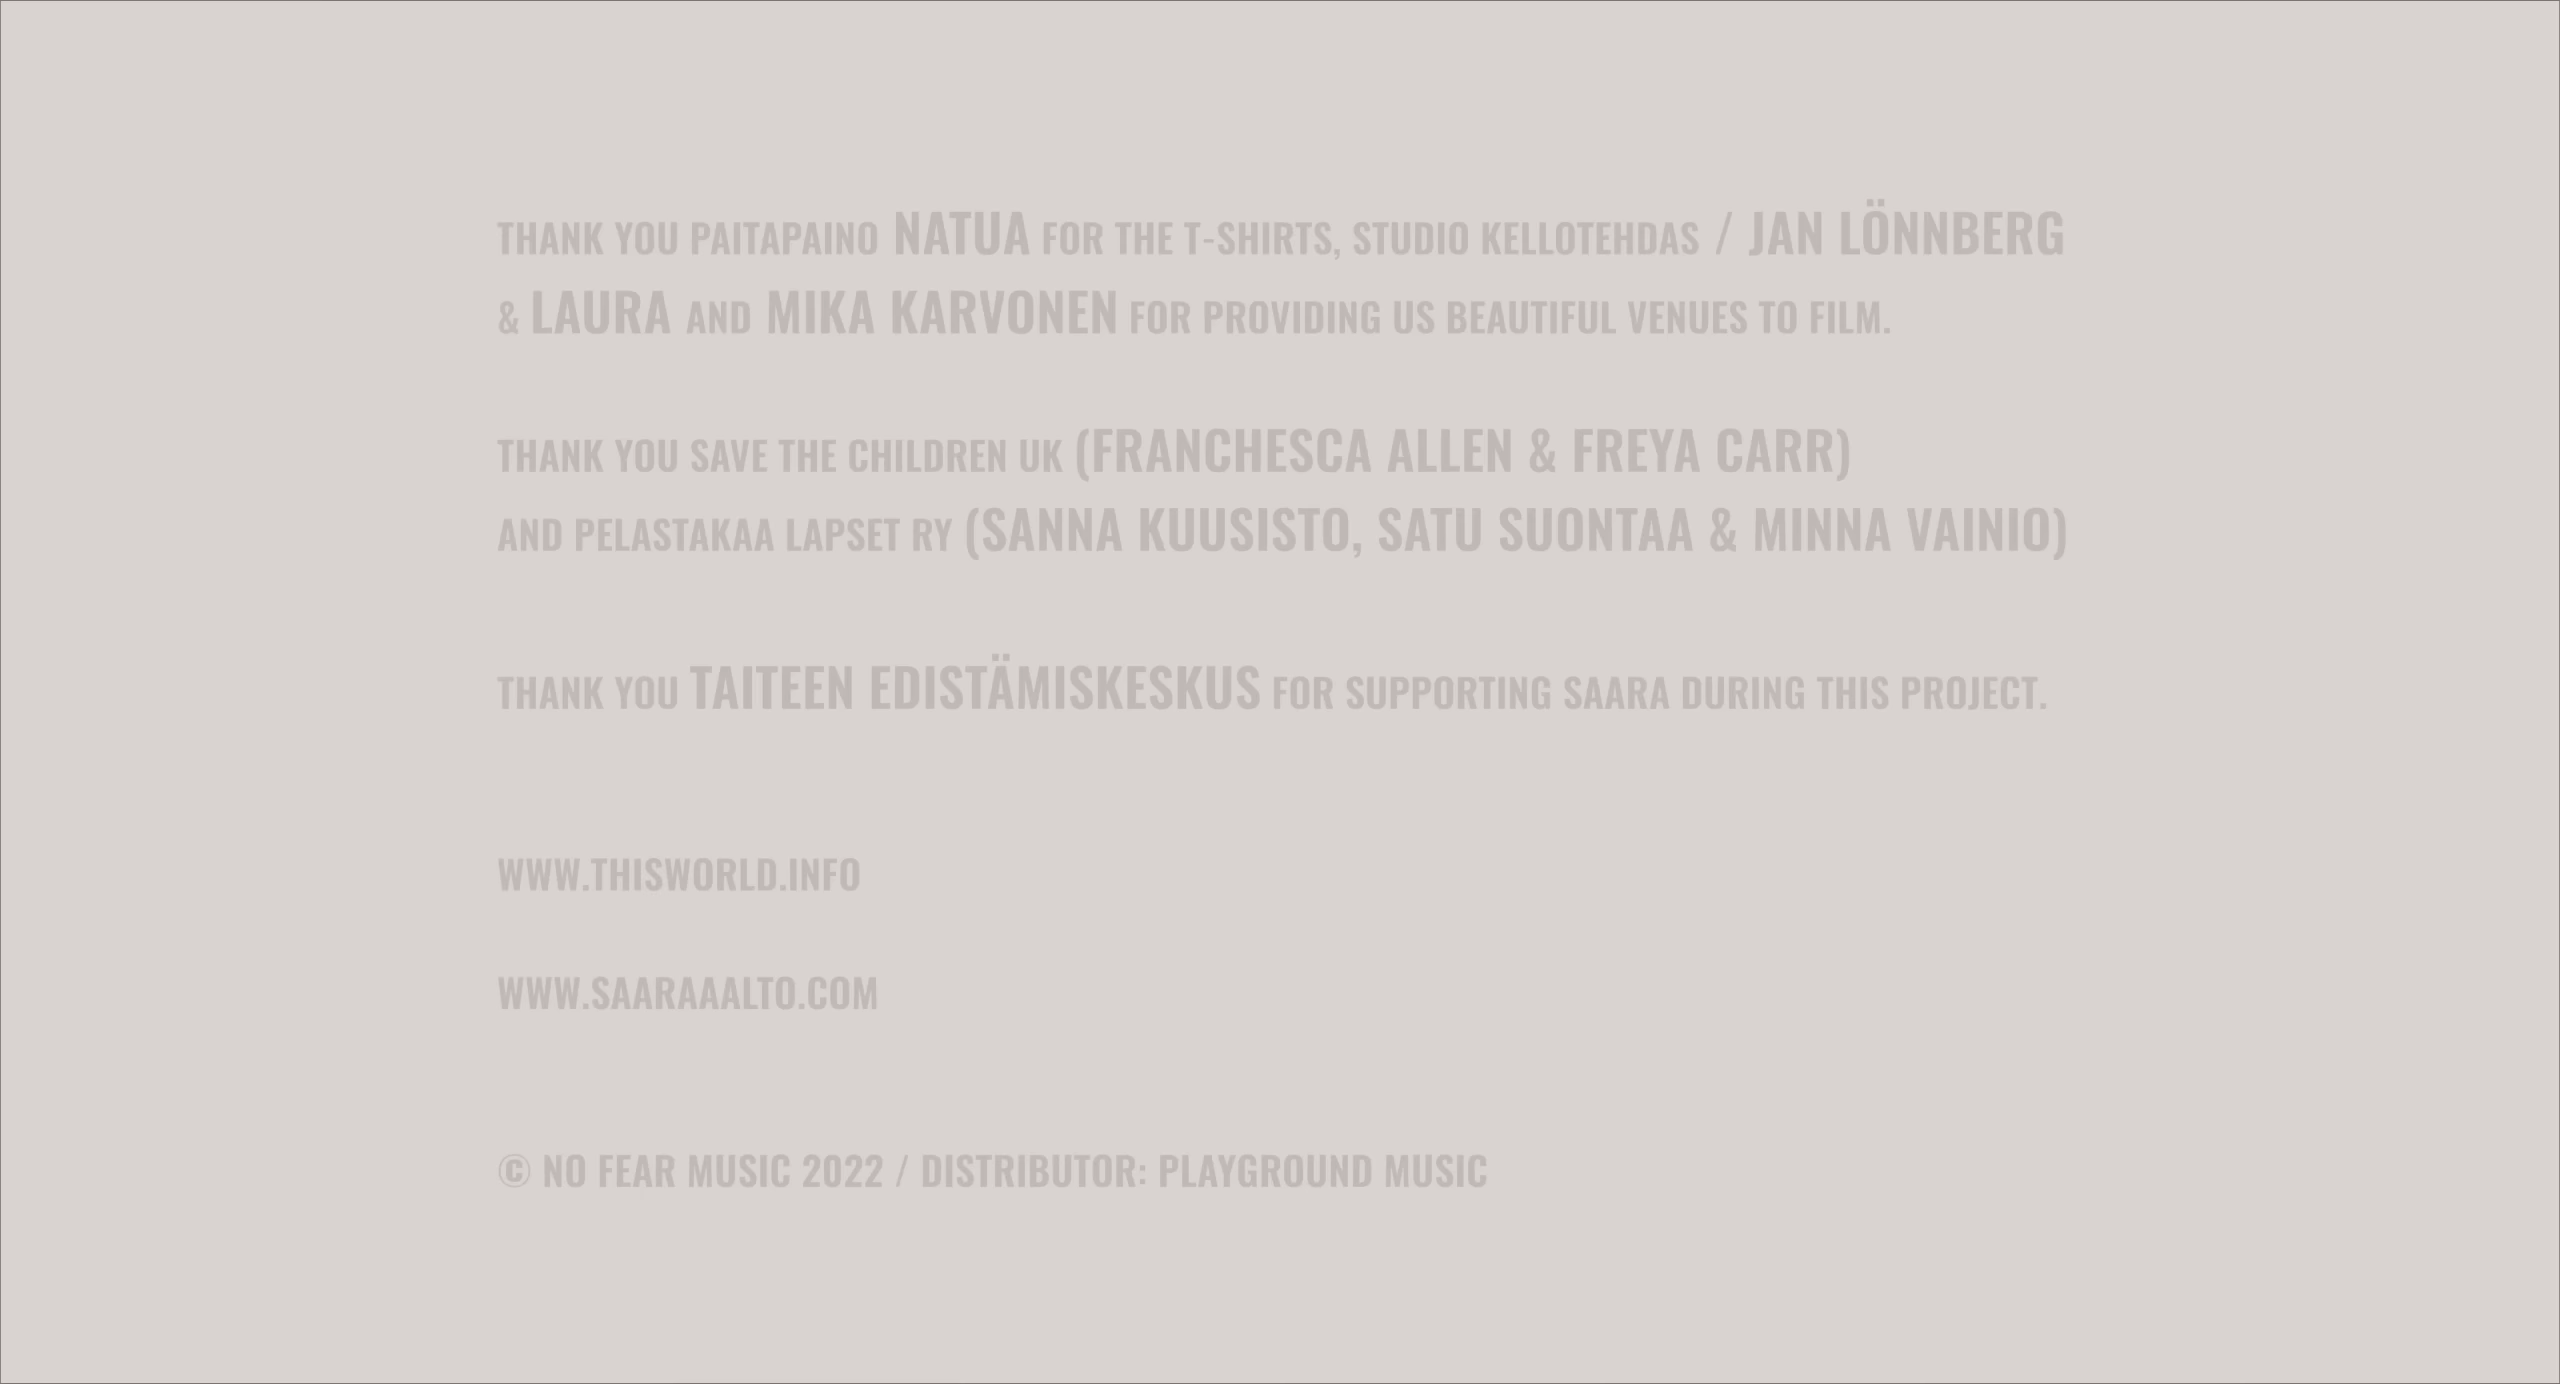 THANK YOU PAITAPAINO NATUA FOR THE T-SHIRTS, STUDIO KELLOTEHDAS / JAN LÖNNBERG
& LAURA AND MIKA KARVONEN FOR PROVIDING US BEAUTIFUL VENUES TO FILM.
THANK YOU SAVE THE CHILDREN UK (FRANCHESCA ALLEN & FREYA CARR)
AND PELASTAKAA LAPSET RY (SANNA KUUSISTO, SATU SUONTAA & MINNA VAINIO)
THANK YOU TAITEEN EDISTÄMISKESKUS FOR SUPPORTING SAARA DURING THIS PROJECT.
WWW.THISWORLD.INFO
WWW.SAARAAALTO.COM
© NO FEAR MUSIC 2022 / DISTRIBUTOR: PLAYGROUND MUSIC